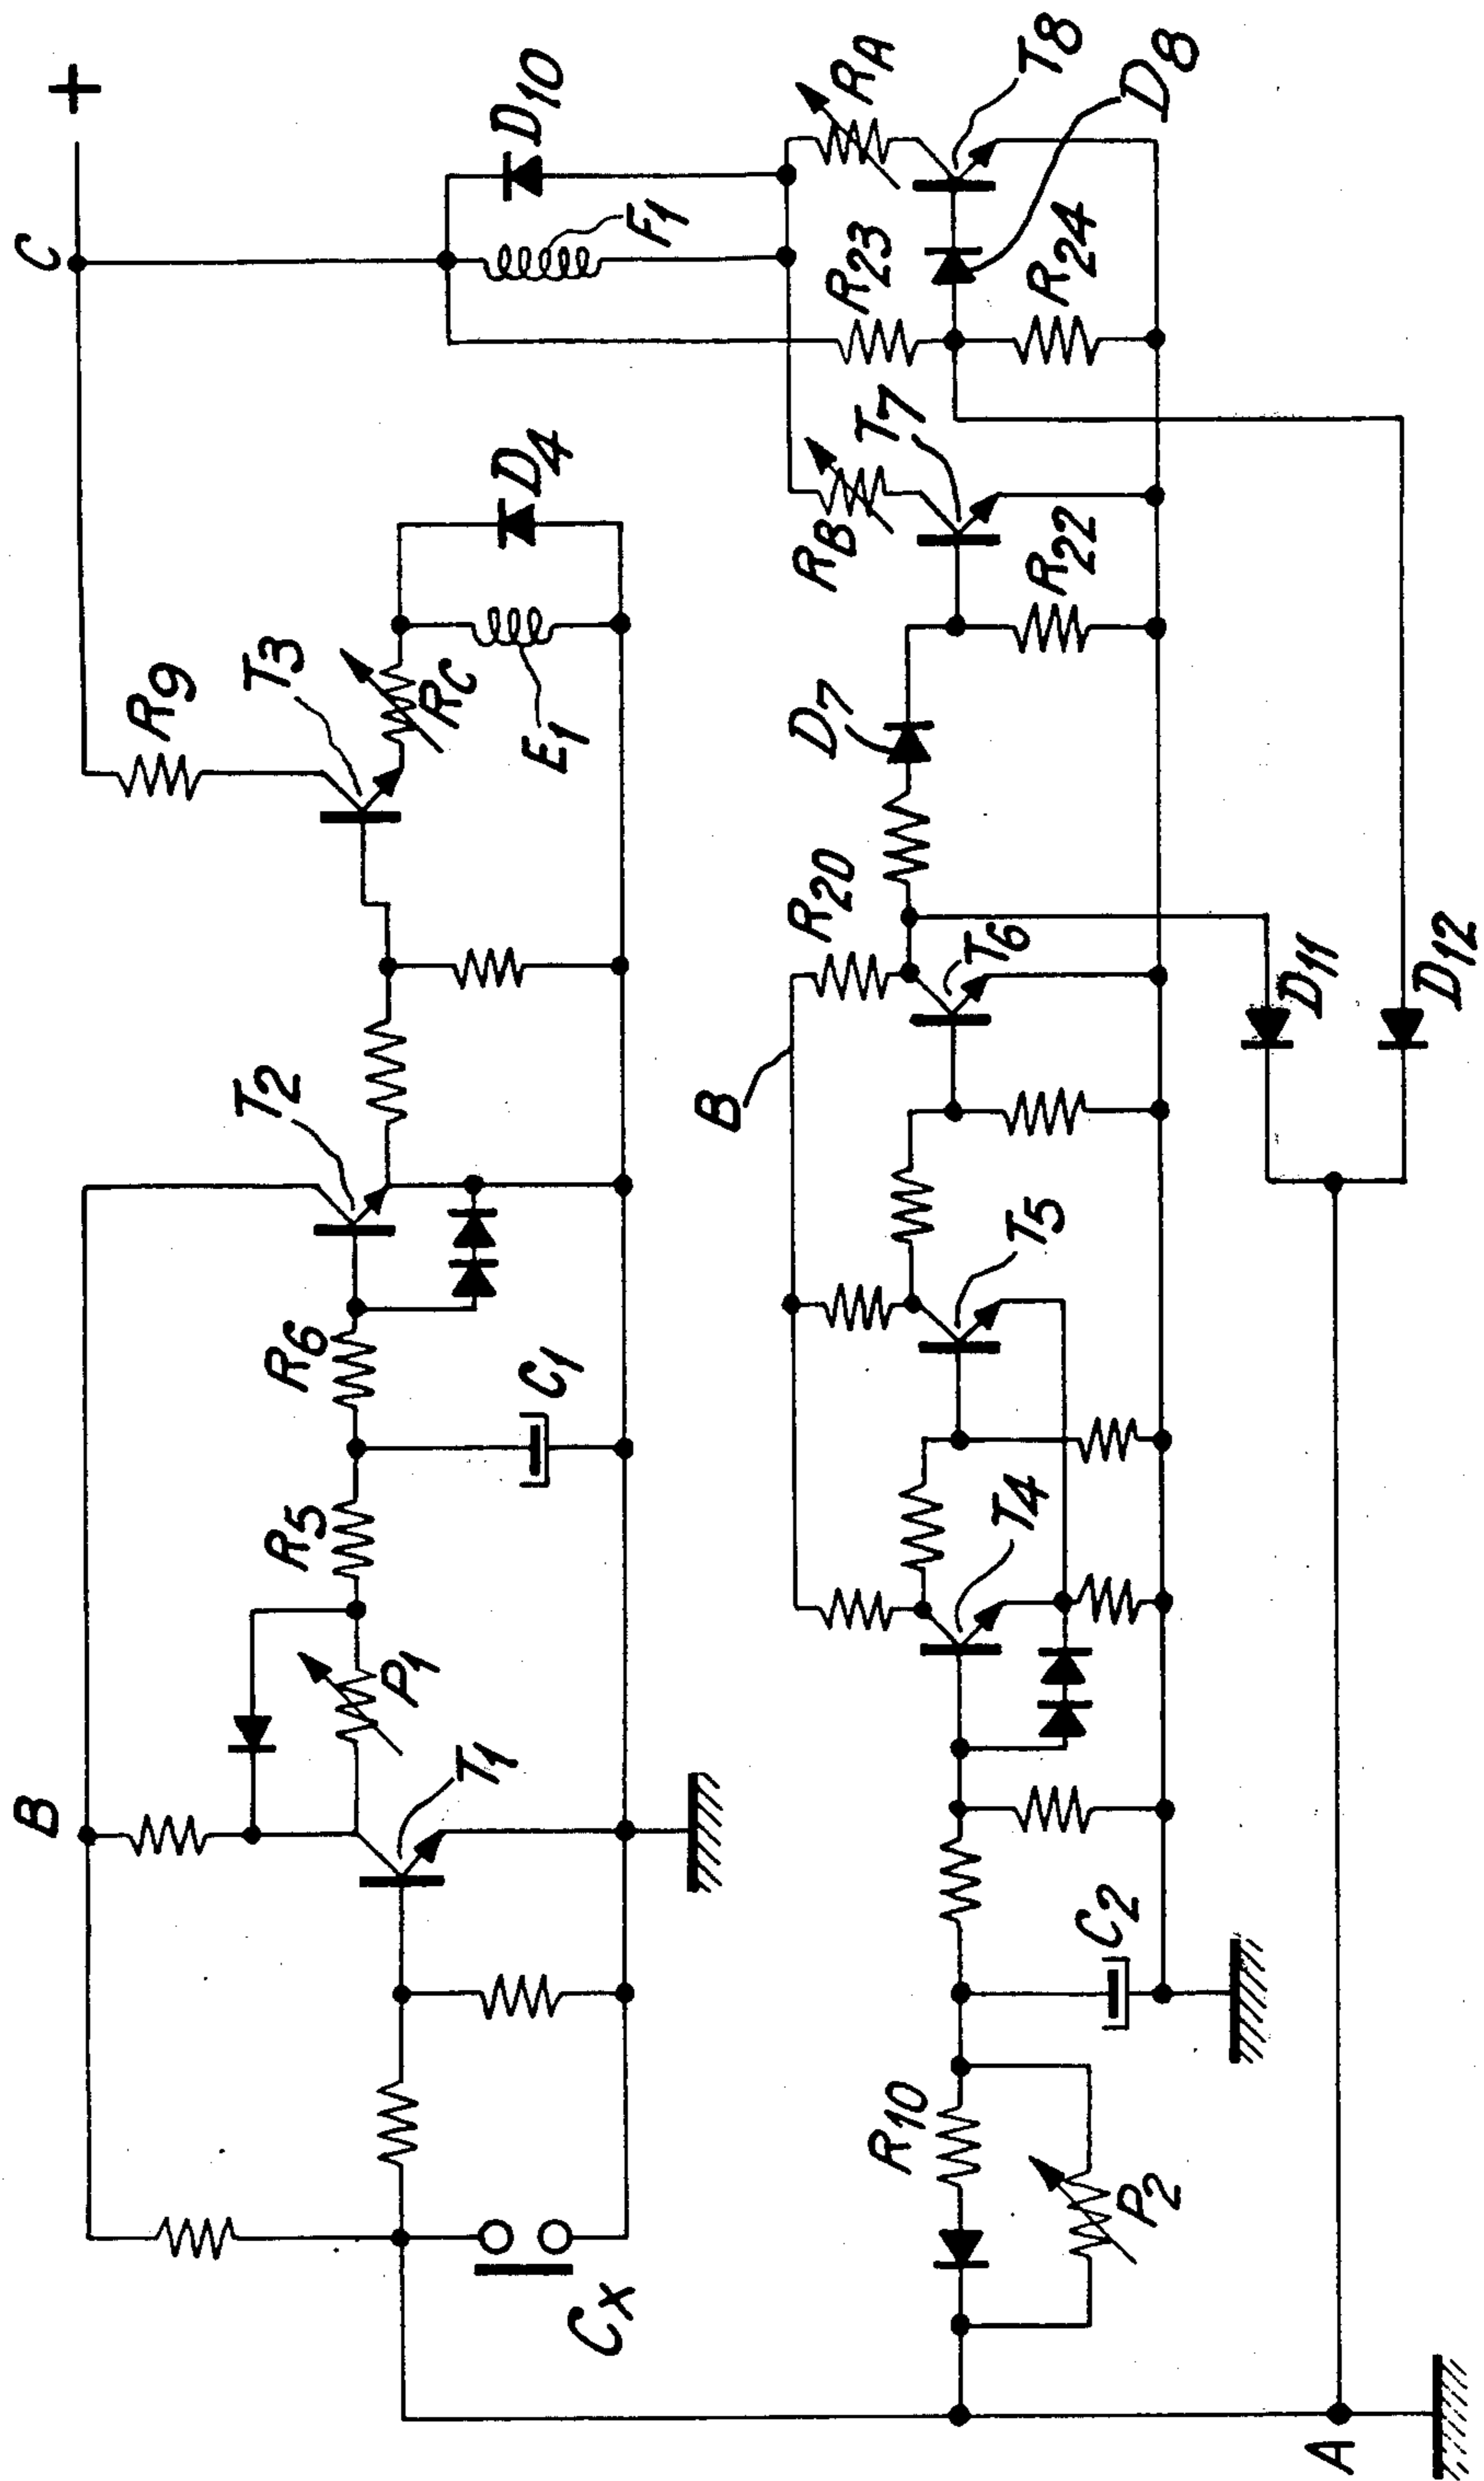 C +
B
R9
T3
D10
F1
T2
D4
RC
E1
R6
R5
P1
C1
T1
Cx
RA
T8
D8
R23
R24
T7
RB
R22
D7
R20
T6
B
T5
T4
D11
D12
C2
R10
P2
A